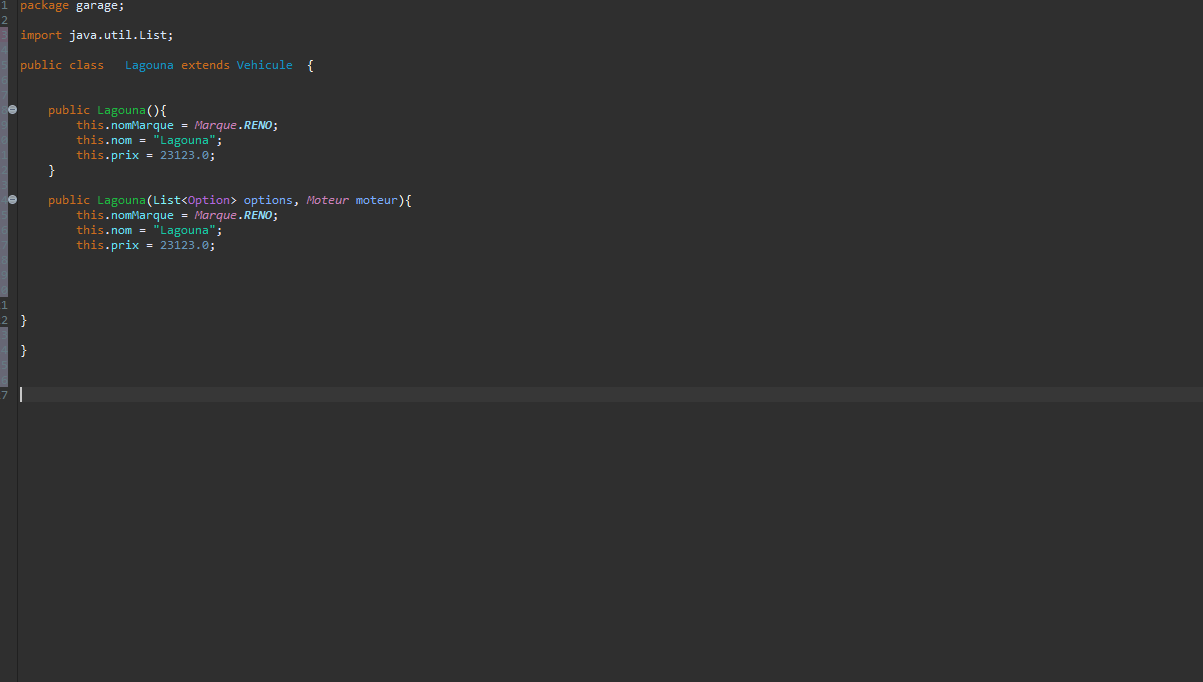 1 package garage;
2
import java.util.List;
public class   Lagouna extends Vehicule  {
    public Lagouna(){
        this.nomMarque = Marque.RENO;
        this.nom = "Lagouna";
        this.prix = 23123.0;
    }
    public Lagouna(List<Option> options, Moteur moteur){
        this.nomMarque = Marque.RENO;
        this.nom = "Lagouna";
        this.prix = 23123.0;
1
2 }
}
7